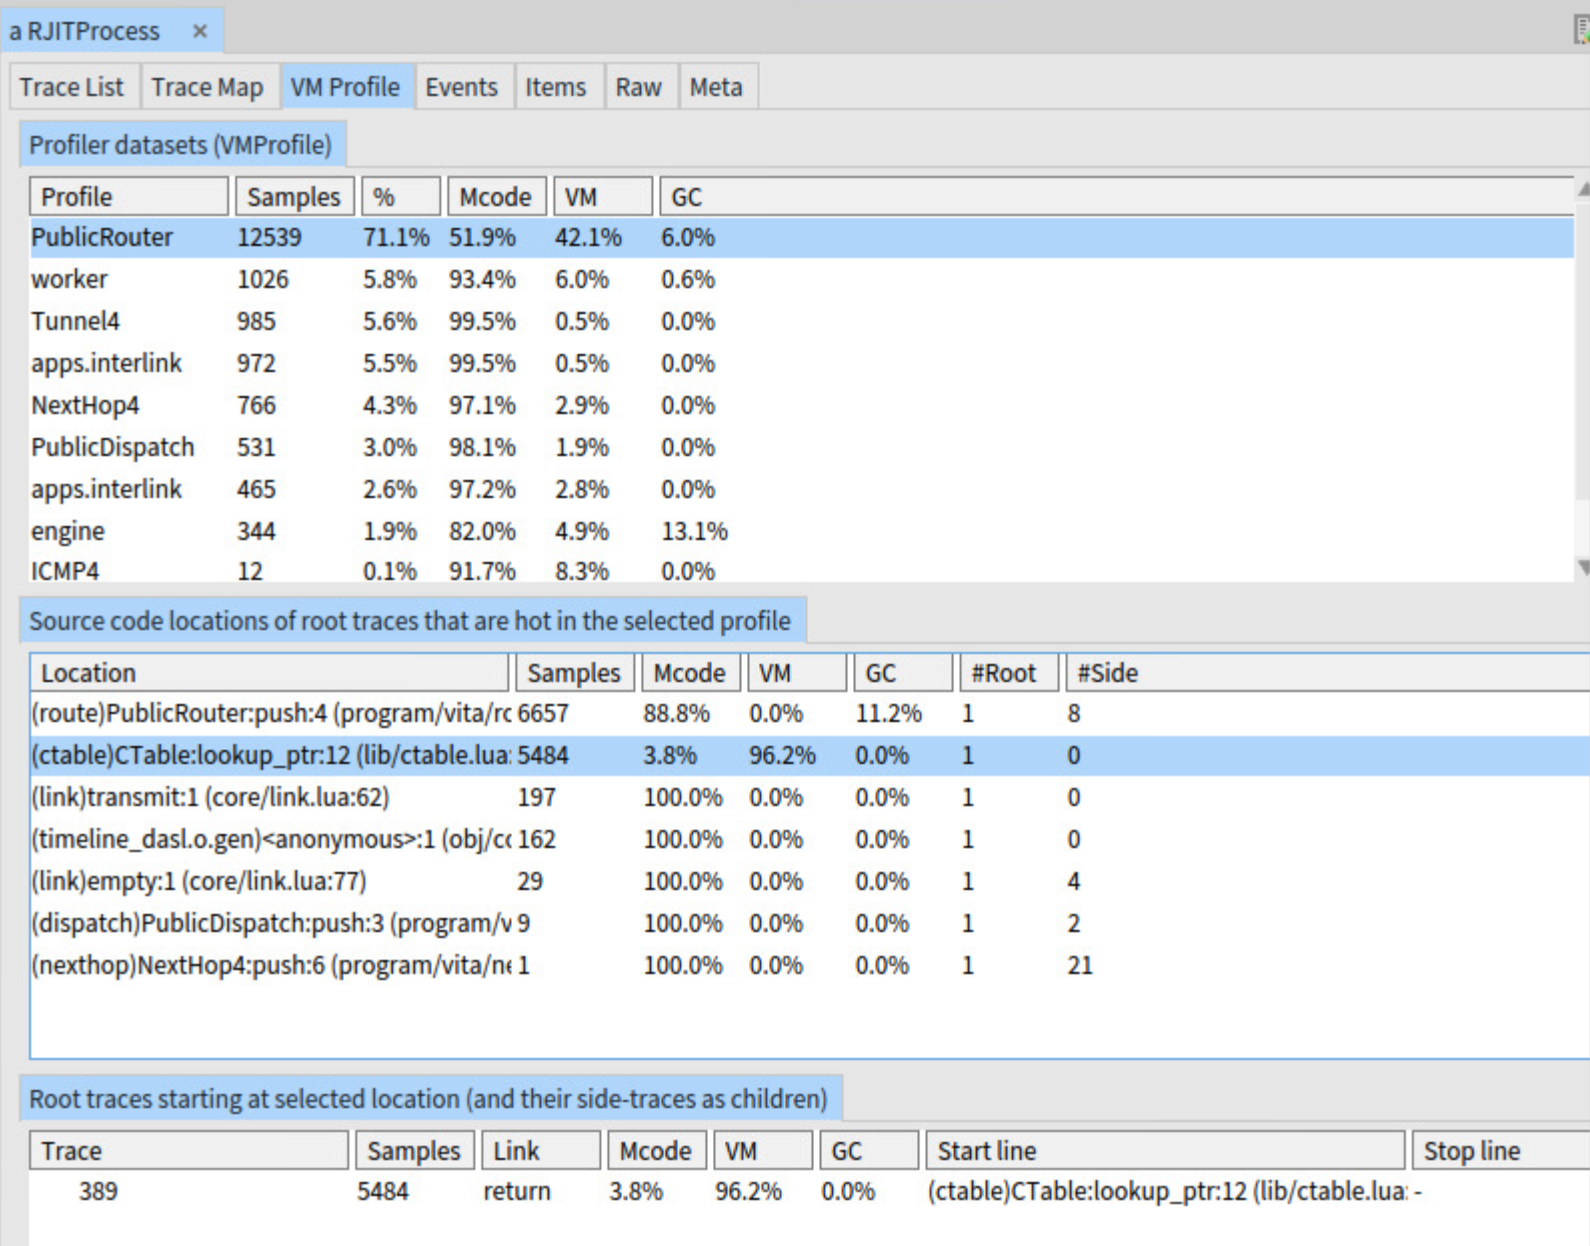 a RJITProcess ×
Trace List Trace Map VM Profile Events Items Raw Meta
Profiler datasets (VMProfile)
Profile Samples % Mcode VM GC
PublicRouter 12539 71.1% 51.9% 42.1% 6.0%
worker 1026 5.8% 93.4% 6.0% 0.6%
Tunnel4 985 5.6% 99.5% 0.5% 0.0%
apps.interlink 972 5.5% 99.5% 0.5% 0.0%
NextHop4 766 4.3% 97.1% 2.9% 0.0%
PublicDispatch 531 3.0% 98.1% 1.9% 0.0%
apps.interlink 465 2.6% 97.2% 2.8% 0.0%
engine 344 1.9% 82.0% 4.9% 13.1%
ICMP4 12 0.1% 91.7% 8.3% 0.0%
Source code locations of root traces that are hot in the selected profile
Location Samples Mcode VM GC #Root #Side
(route)PublicRouter:push:4 (program/vita/rc 6657 88.8% 0.0% 11.2% 1 8
(ctable)CTable:lookup_ptr:12 (lib/ctable.lua: 5484 3.8% 96.2% 0.0% 1 0
(link)transmit:1 (core/link.lua:62) 197 100.0% 0.0% 0.0% 1 0
(timeline_dasl.o.gen)<anonymous>:1 (obj/cc 162 100.0% 0.0% 0.0% 1 0
(link)empty:1 (core/link.lua:77) 29 100.0% 0.0% 0.0% 1 4
(dispatch)PublicDispatch:push:3 (program/v 9 100.0% 0.0% 0.0% 1 2
(nexthop)NextHop4:push:6 (program/vita/ne 1 100.0% 0.0% 0.0% 1 21
Root traces starting at selected location (and their side-traces as children)
Trace Samples Link Mcode VM GC Start line Stop line
389 5484 return 3.8% 96.2% 0.0% (ctable)CTable:lookup_ptr:12 (lib/ctable.lua: -